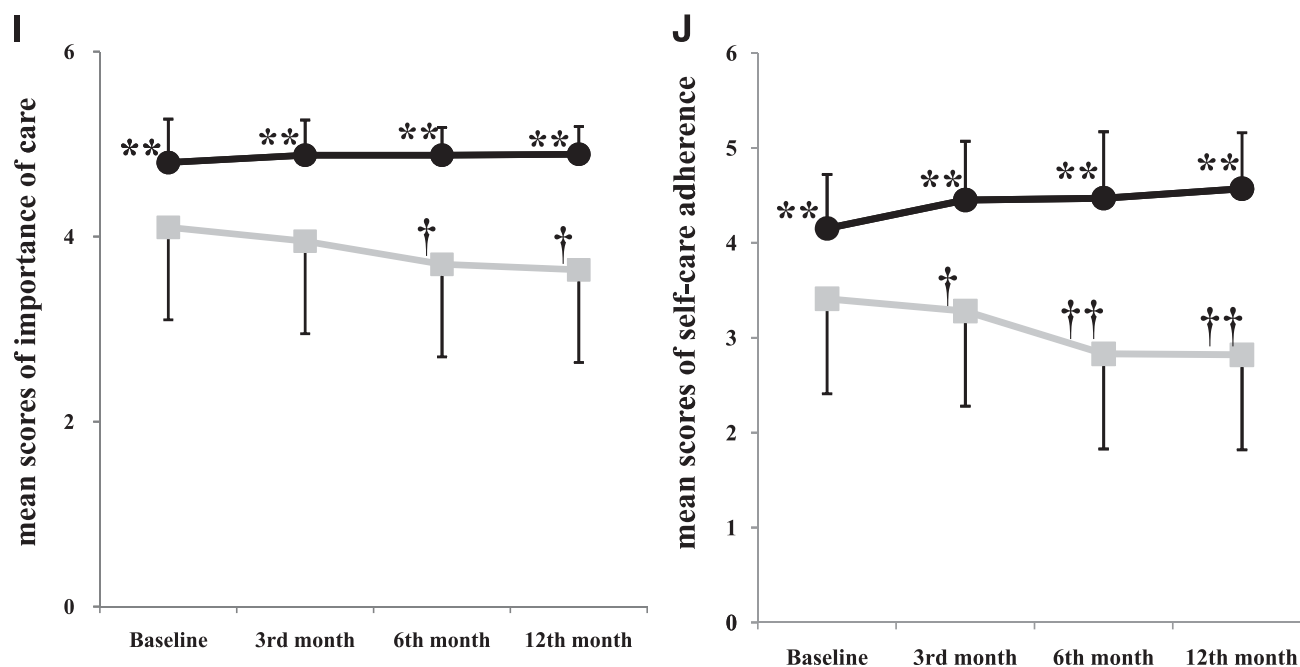 I
mean scores of importance of care
6
4
2
0
** ** ** **
† †
Baseline 3rd month 6th month 12th month
J
mean scores of self-care adherence
6
5
4
3
2
1
0
** ** ** **
† †† ††
Baseline 3rd month 6th month 12th month